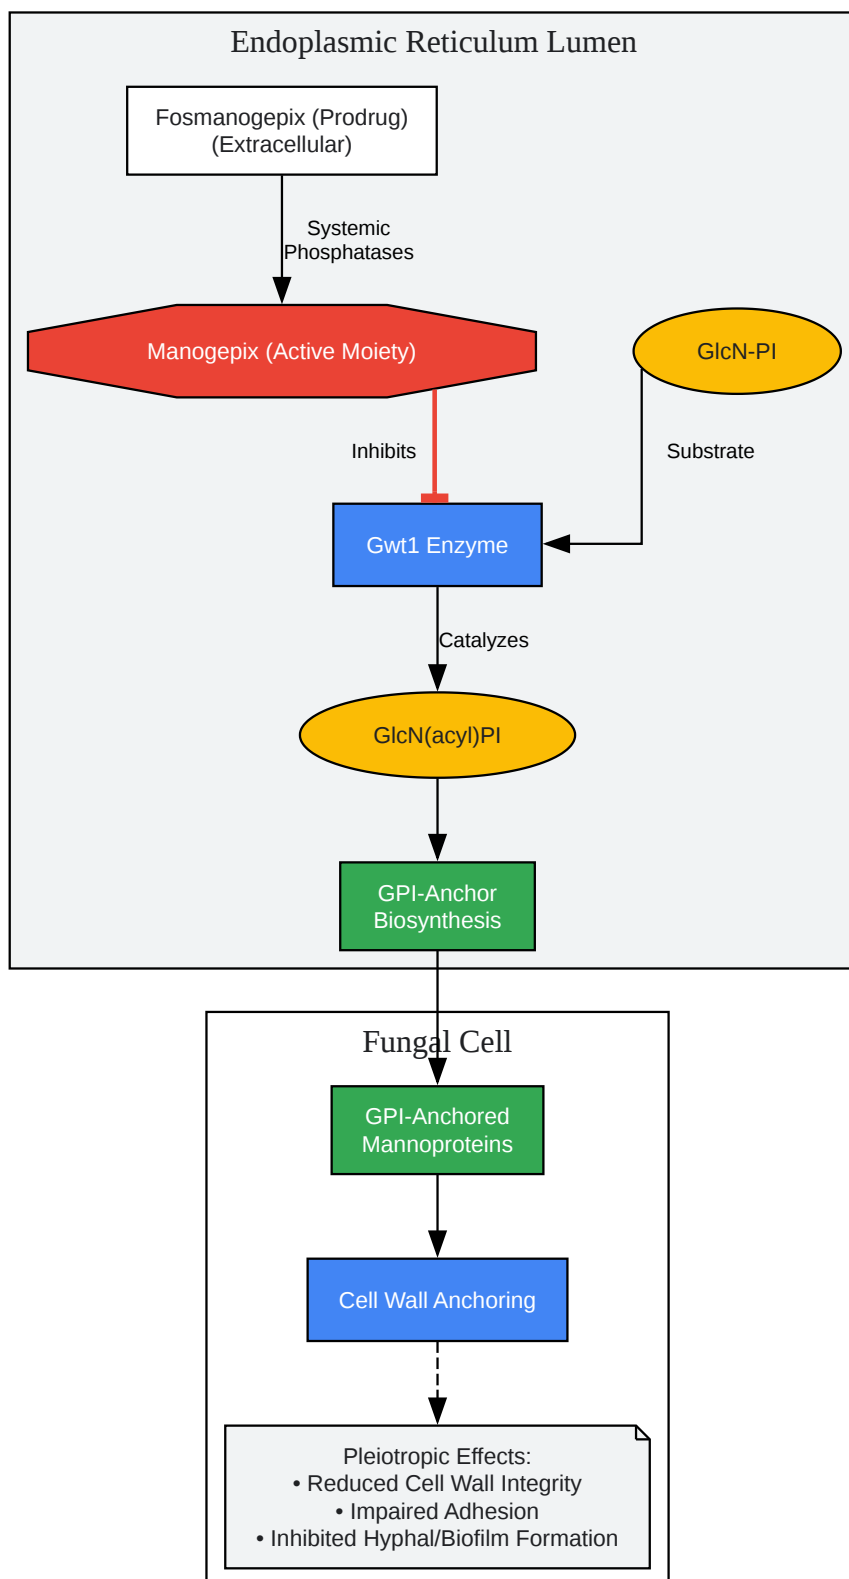 Endoplasmic Reticulum Lumen
Fosmanogepix (Prodrug)
(Extracellular)
Systemic
Phosphatases
Manogepix (Active Moiety)
GlcN-PI
Inhibits
Substrate
Gwt1 Enzyme
Catalyzes
GlcN(acyl)PI
GPI-Anchor
Biosynthesis
Fungal Cell
GPI-Anchored
Mannoproteins
Cell Wall Anchoring
Pleiotropic Effects:
• Reduced Cell Wall Integrity
• Impaired Adhesion
• Inhibited Hyphal/Biofilm Formation